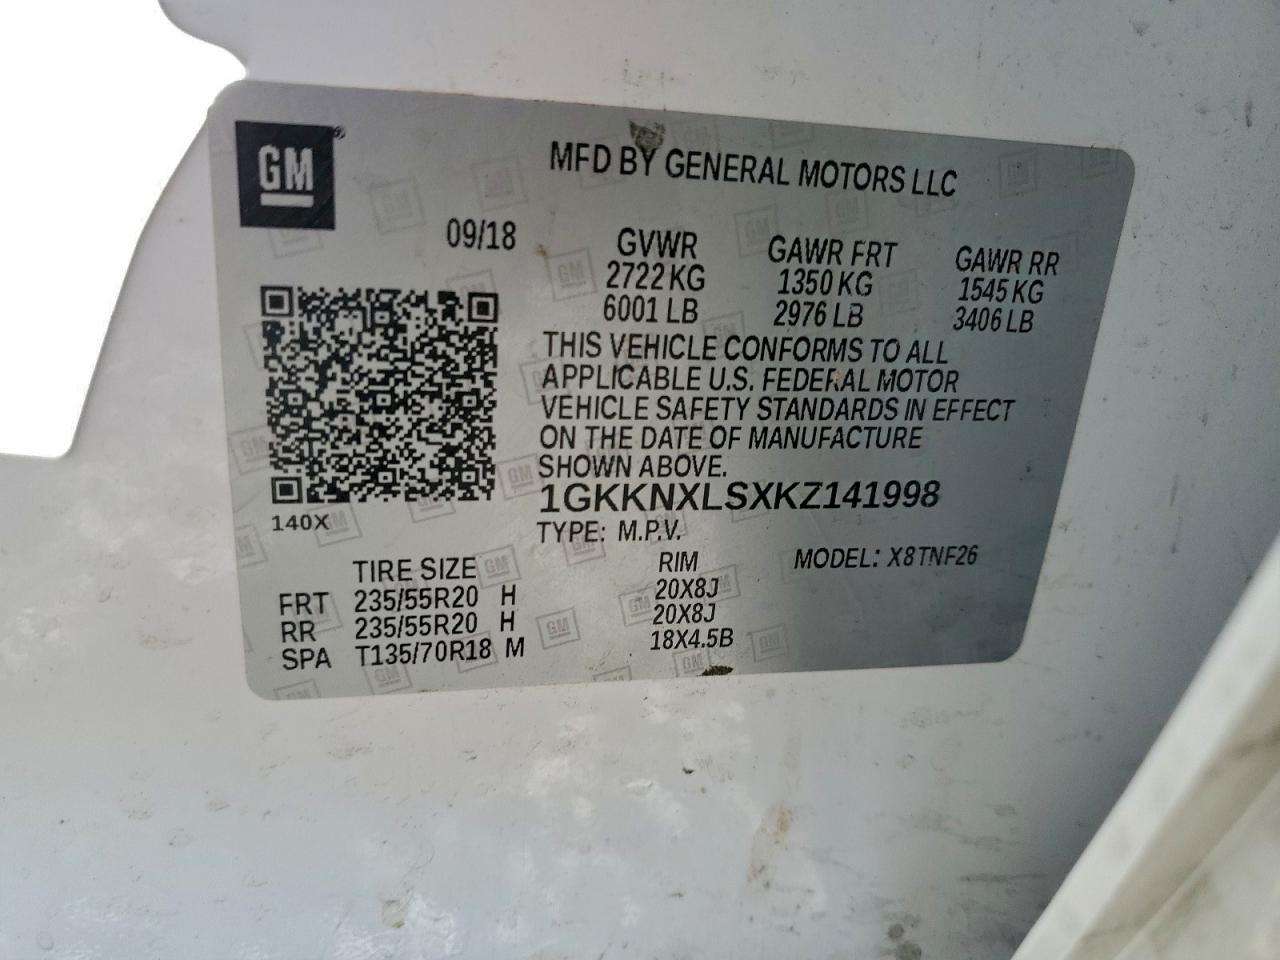 GM
MFD BY GENERAL MOTORS LLC
09/18
GVWR GAWR FRT GAWR RR
2722 KG 1350 KG 1545 KG
6001 LB 2976 LB 3406 LB
THIS VEHICLE CONFORMS TO ALL
APPLICABLE U.S. FEDERAL MOTOR
VEHICLE SAFETY STANDARDS IN EFFECT
ON THE DATE OF MANUFACTURE
SHOWN ABOVE.
1GKKNXLSXKZ141998
140X
TYPE: M.P.V.
MODEL: X8TNF26
TIRE SIZE RIM
FRT 235/55R20 H 20X8J
RR 235/55R20 H 20X8J
SPA T135/70R18 M 18X4.5B